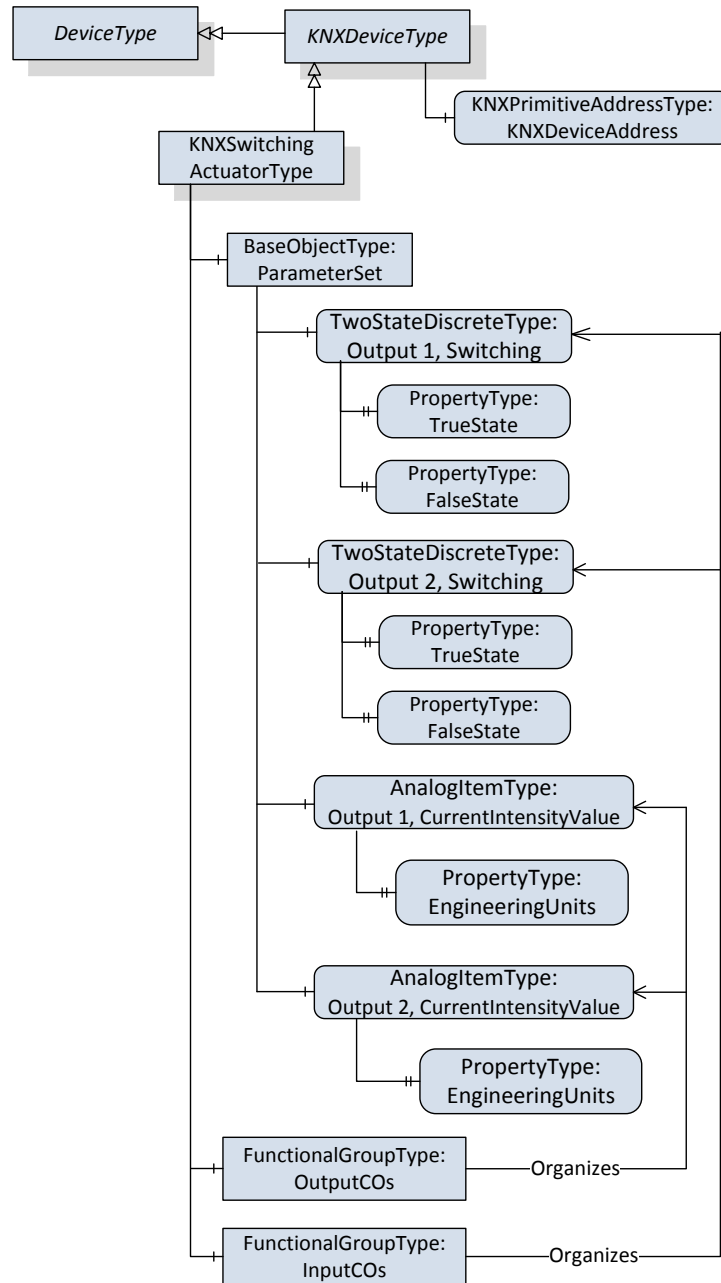 DeviceType
KNXDeviceType
KNXPrimitiveAddressType:
KNXDeviceAddress
KNXSwitching
ActuatorType
BaseObjectType:
ParameterSet
TwoStateDiscreteType:
Output 1, Switching
PropertyType:
TrueState
PropertyType:
FalseState
TwoStateDiscreteType:
Output 2, Switching
PropertyType:
TrueState
PropertyType:
FalseState
AnalogItemType:
Output 1, CurrentIntensityValue
PropertyType:
EngineeringUnits
AnalogItemType:
Output 2, CurrentIntensityValue
PropertyType:
EngineeringUnits
FunctionalGroupType:
OutputCOs
Organizes
FunctionalGroupType:
InputCOs
Organizes